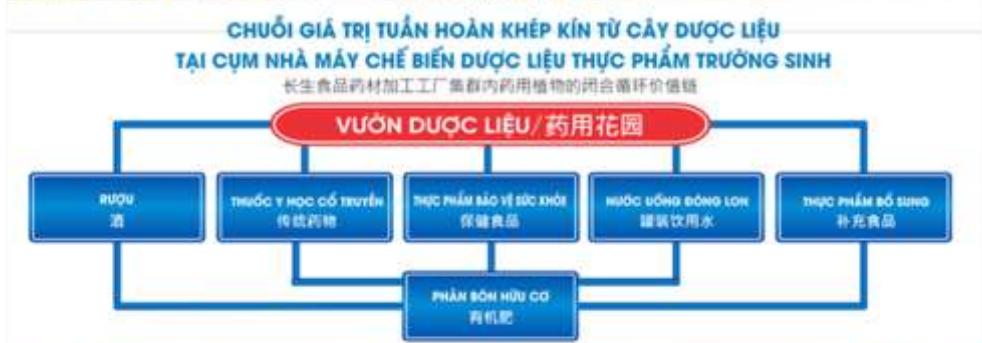 CHUỖI GIÁ TRỊ TUẦN HOÀN KHÉP KÍN TỪ CÂY DƯỢC LIỆU
TẠI CỤM NHÀ MÁY CHẾ BIẾN DƯỢC LIỆU THỰC PHẨM TRƯỜNG SINH
长生食品药材加工工厂集群内药用植物的闭合循环价值链
VƯỜN DƯỢC LIỆU/药用花园
RƯỢU
酒
THUỐC Y HỌC CỔ TRUYỀN
传统药物
THỰC PHẨM BẢO VỆ SỨC KHỎE
保健食品
NƯỚC UỐNG ĐÓNG LON
罐装饮用水
THỰC PHẨM BỔ SUNG
补充食品
PHÂN BÓN HỮU CƠ
有机肥